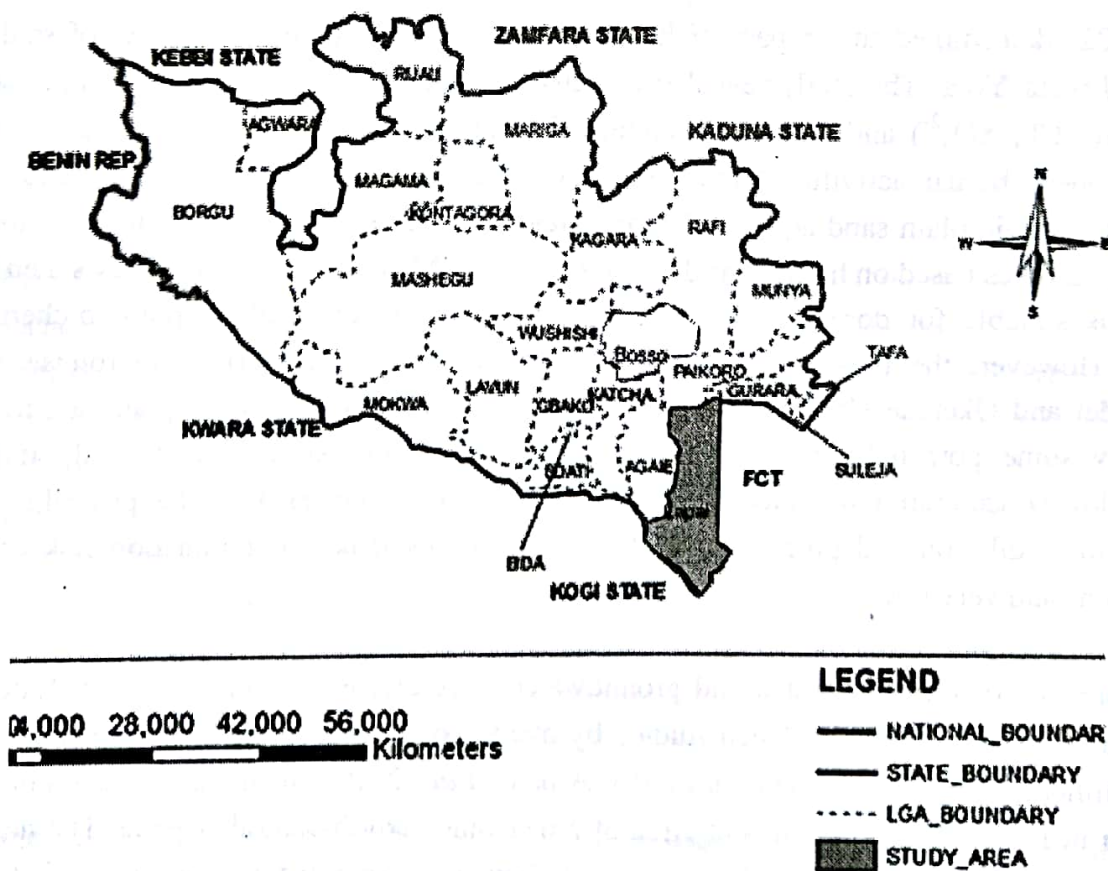 ZAMFARA STATE
KEBBI STATE
RIJAU
AGWARA
MARIGA
KADUNA STATE
BENIN REP
MAGAMA
BORGU
KONTAGORA
RAFI
KAGARA
N
W
E
S
MASHEGU
MUNYA
WUSHISHI
BOSSO
TAFA
PAIKORO
LAVUN
GURARA
KATCHA
GBAKO
MOKWA
KWARA STATE
AGAIE
FCT
SULEJA
BIDA
KOGI STATE
LEGEND
04,000 28,000 42,000 56,000
Kilometers
NATIONAL_BOUNDAR
STATE_BOUNDARY
LGA_BOUNDARY
STUDY_AREA